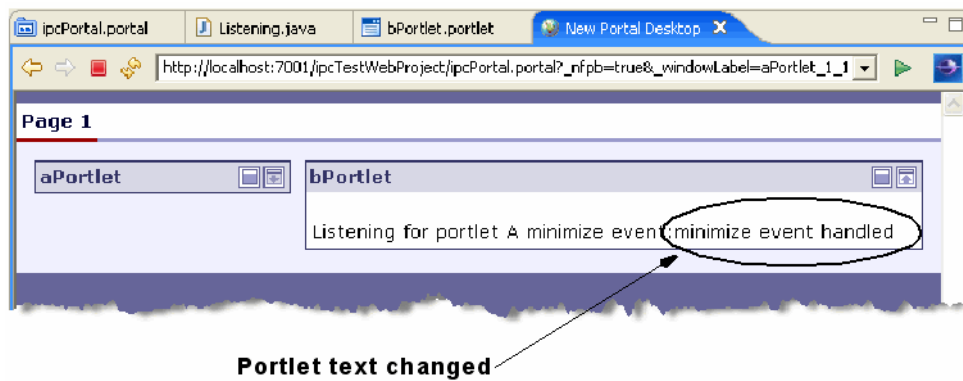 ipcPortal.portal
Listening.java
bPortlet.portlet
New Portal Desktop
http://localhost:7001/ipcTestWebProject/ipcPortal.portal?_nfpb=true&_windowLabel=aPortlet_1_1
Page 1
aPortlet
bPortlet
Listening for portlet A minimize event:minimize event handled
Portlet text changed